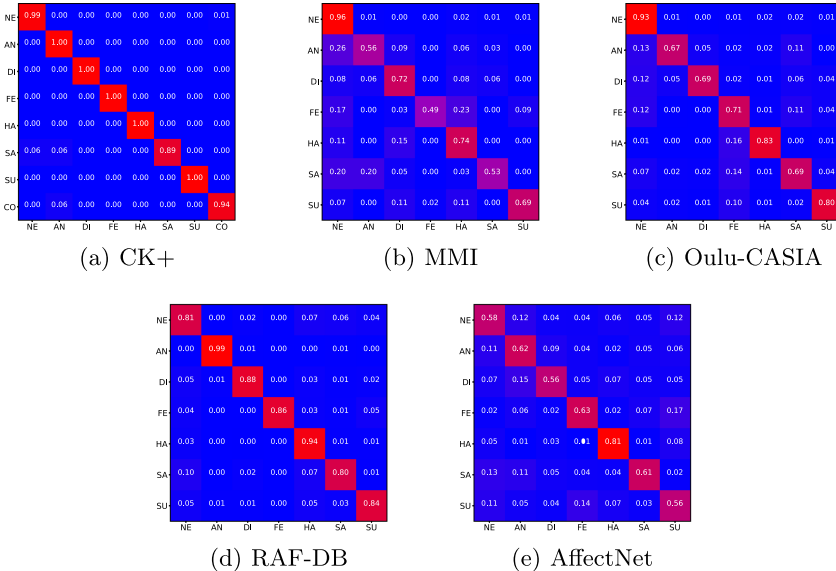 NE 0.99 0.00 0.00 0.00 0.00 0.00 0.00 0.01
AN 0.00 1.00 0.00 0.00 0.00 0.00 0.00 0.00
DI 0.00 0.00 1.00 0.00 0.00 0.00 0.00 0.00
FE 0.00 0.00 0.00 1.00 0.00 0.00 0.00 0.00
HA 0.00 0.00 0.00 0.00 1.00 0.00 0.00 0.00
SA 0.06 0.06 0.00 0.00 0.00 0.89 0.00 0.00
SU 0.00 0.00 0.00 0.00 0.00 0.00 1.00 0.00
CO 0.00 0.06 0.00 0.00 0.00 0.00 0.00 0.94
NE AN DI FE HA SA SU CO
(a) CK+
NE 0.96 0.01 0.00 0.00 0.02 0.01 0.01
AN 0.26 0.56 0.09 0.00 0.06 0.03 0.00
DI 0.08 0.06 0.72 0.00 0.08 0.06 0.00
FE 0.17 0.00 0.03 0.49 0.23 0.00 0.09
HA 0.11 0.00 0.15 0.00 0.74 0.00 0.00
SA 0.20 0.20 0.05 0.00 0.03 0.53 0.00
SU 0.07 0.00 0.11 0.02 0.11 0.00 0.69
NE AN DI FE HA SA SU
(b) MMI
NE 0.93 0.01 0.01 0.02 0.02 0.01 0.01
AN 0.13 0.67 0.05 0.02 0.02 0.11 0.00
DI 0.12 0.05 0.69 0.02 0.01 0.06 0.04
FE 0.12 0.00 0.00 0.71 0.01 0.11 0.04
HA 0.01 0.00 0.00 0.16 0.83 0.00 0.01
SA 0.07 0.02 0.02 0.14 0.01 0.69 0.04
SU 0.04 0.02 0.01 0.10 0.01 0.02 0.80
NE AN DI FE HA SA SU
(c) Oulu-CASIA
NE 0.81 0.00 0.02 0.00 0.07 0.06 0.04
AN 0.00 0.99 0.00 0.00 0.00 0.01 0.00
DI 0.05 0.01 0.88 0.00 0.03 0.01 0.02
FE 0.04 0.00 0.00 0.86 0.03 0.01 0.05
HA 0.03 0.00 0.00 0.00 0.94 0.01 0.01
SA 0.10 0.00 0.02 0.00 0.07 0.80 0.01
SU 0.05 0.01 0.01 0.00 0.05 0.03 0.84
NE AN DI FE HA SA SU
(d) RAF-DB
NE 0.58 0.12 0.04 0.04 0.06 0.05 0.12
AN 0.11 0.62 0.09 0.04 0.02 0.05 0.06
DI 0.07 0.15 0.56 0.05 0.07 0.05 0.05
FE 0.02 0.06 0.02 0.63 0.02 0.07 0.17
HA 0.05 0.01 0.03 0.81 0.01 0.08
SA 0.13 0.11 0.05 0.04 0.04 0.61 0.02
SU 0.11 0.05 0.04 0.14 0.07 0.03 0.56
NE AN DI FE HA SA SU
(e) AffectNet